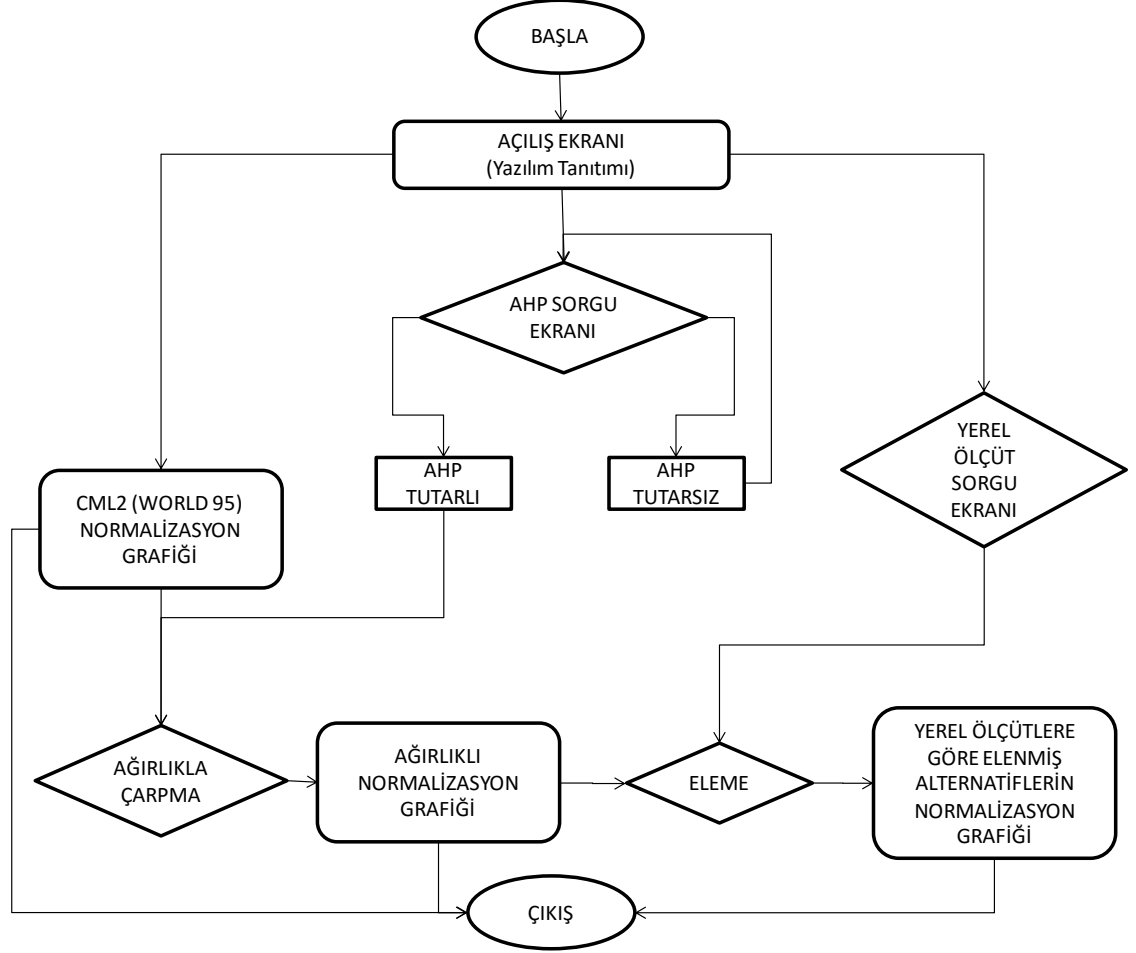 BAŞLA
AÇILIŞ EKRANI
(Yazılım Tanıtımı)
AHP SORGU
EKRANI
YEREL
ÖLÇÜT
SORGU
EKRANI
AHP
TUTARLI
AHP
TUTARSIZ
CML2 (WORLD 95)
NORMALİZASYON
GRAFİĞİ
AĞIRLIKLA
ÇARPMA
AĞIRLIKLI
NORMALİZASYON
GRAFİĞİ
ELEME
YEREL ÖLÇÜTLERE
GÖRE ELENMİŞ
ALTERNATİFLERİN
NORMALİZASYON
GRAFİĞİ
ÇIKIŞ